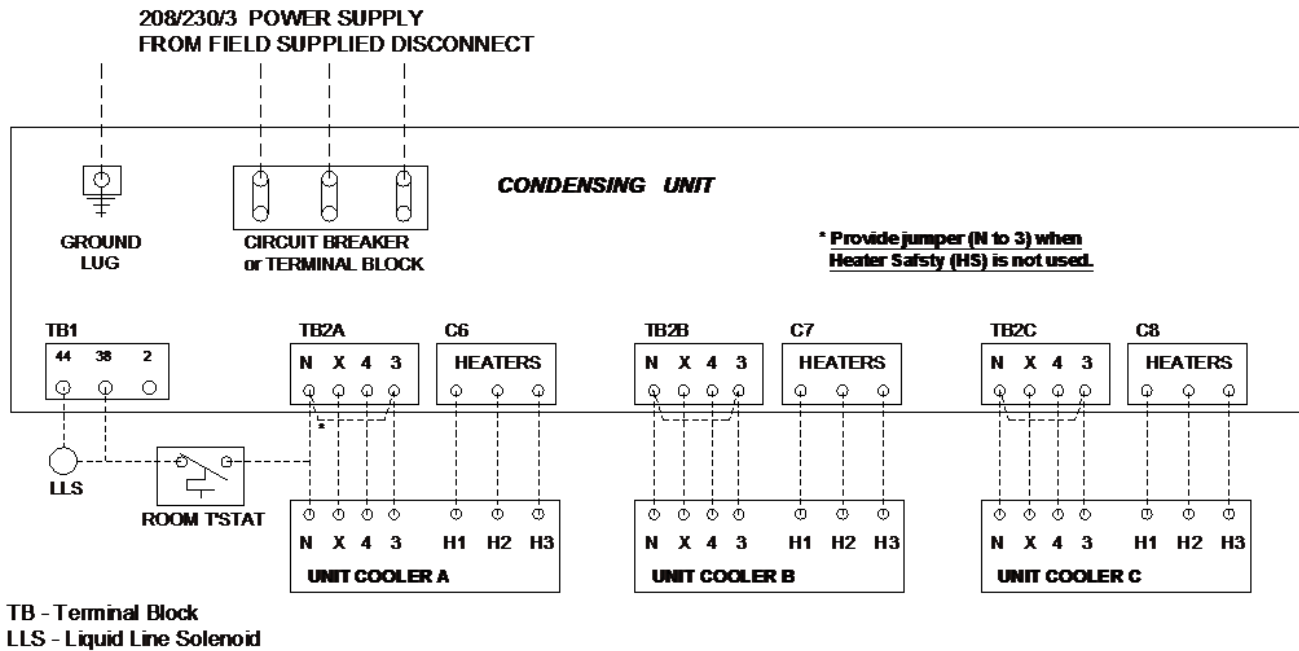 208/230/3 POWER SUPPLY
FROM FIELD SUPPLIED DISCONNECT
CONDENSING UNIT
GROUND
LUG
CIRCUIT BREAKER
or TERMINAL BLOCK
* Provide jumper (N to 3) when
Heater Safsty (HS) is not used.
TB1
44 38 2
TB2A
N X 4 3
C6
HEATERS
TB2B
N X 4 3
C7
HEATERS
TB2C
N X 4 3
C8
HEATERS
*
LLS
ROOM T'STAT
N X 4 3 H1 H2 H3
UNIT COOLER A
N X 4 3 H1 H2 H3
UNIT COOLER B
N X 4 3 H1 H2 H3
UNIT COOLER C
TB - Terminal Block
LLS - Liquid Line Solenoid